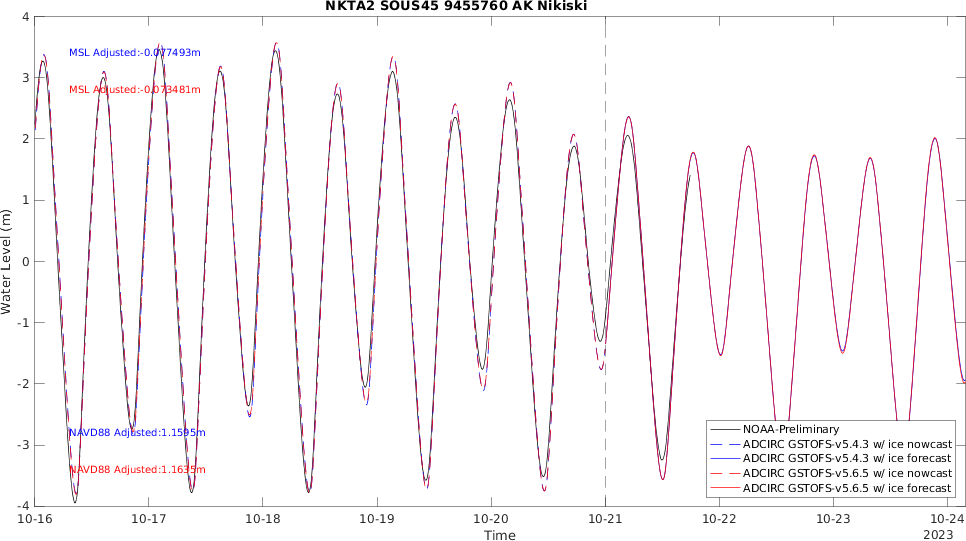 NKTA2 SOUS45 9455760 AK Nikiski
4
3
2
1
0
-1
-2
-3
-4
Water Level (m)
MSL Adjusted:-0.077493m
MSL Adjusted:-0.073481m
NAVD88 Adjusted:1.1595m
NAVD88 Adjusted:1.1635m
NOAA-Preliminary
ADCIRC GSTOFS-v5.4.3 w/ ice nowcast
ADCIRC GSTOFS-v5.4.3 w/ ice forecast
ADCIRC GSTOFS-v5.6.5 w/ ice nowcast
ADCIRC GSTOFS-v5.6.5 w/ ice forecast
10-16 10-17 10-18 10-19 10-20 10-21 10-22 10-23 10-24
Time
2023